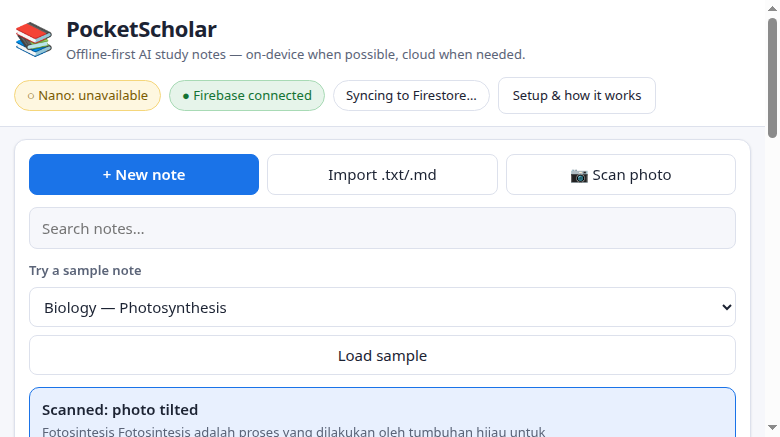 PocketScholar
Offline-first AI study notes — on-device when possible, cloud when needed.
○ Nano: unavailable
● Firebase connected
Syncing to Firestore...
Setup & how it works
+ New note
Import .txt/.md
📷 Scan photo
Search notes...
Try a sample note
Biology — Photosynthesis
Load sample
Scanned: photo tilted
Fotosintesis Fotosintesis adalah proses yang dilakukan oleh tumbuhan hijau untuk